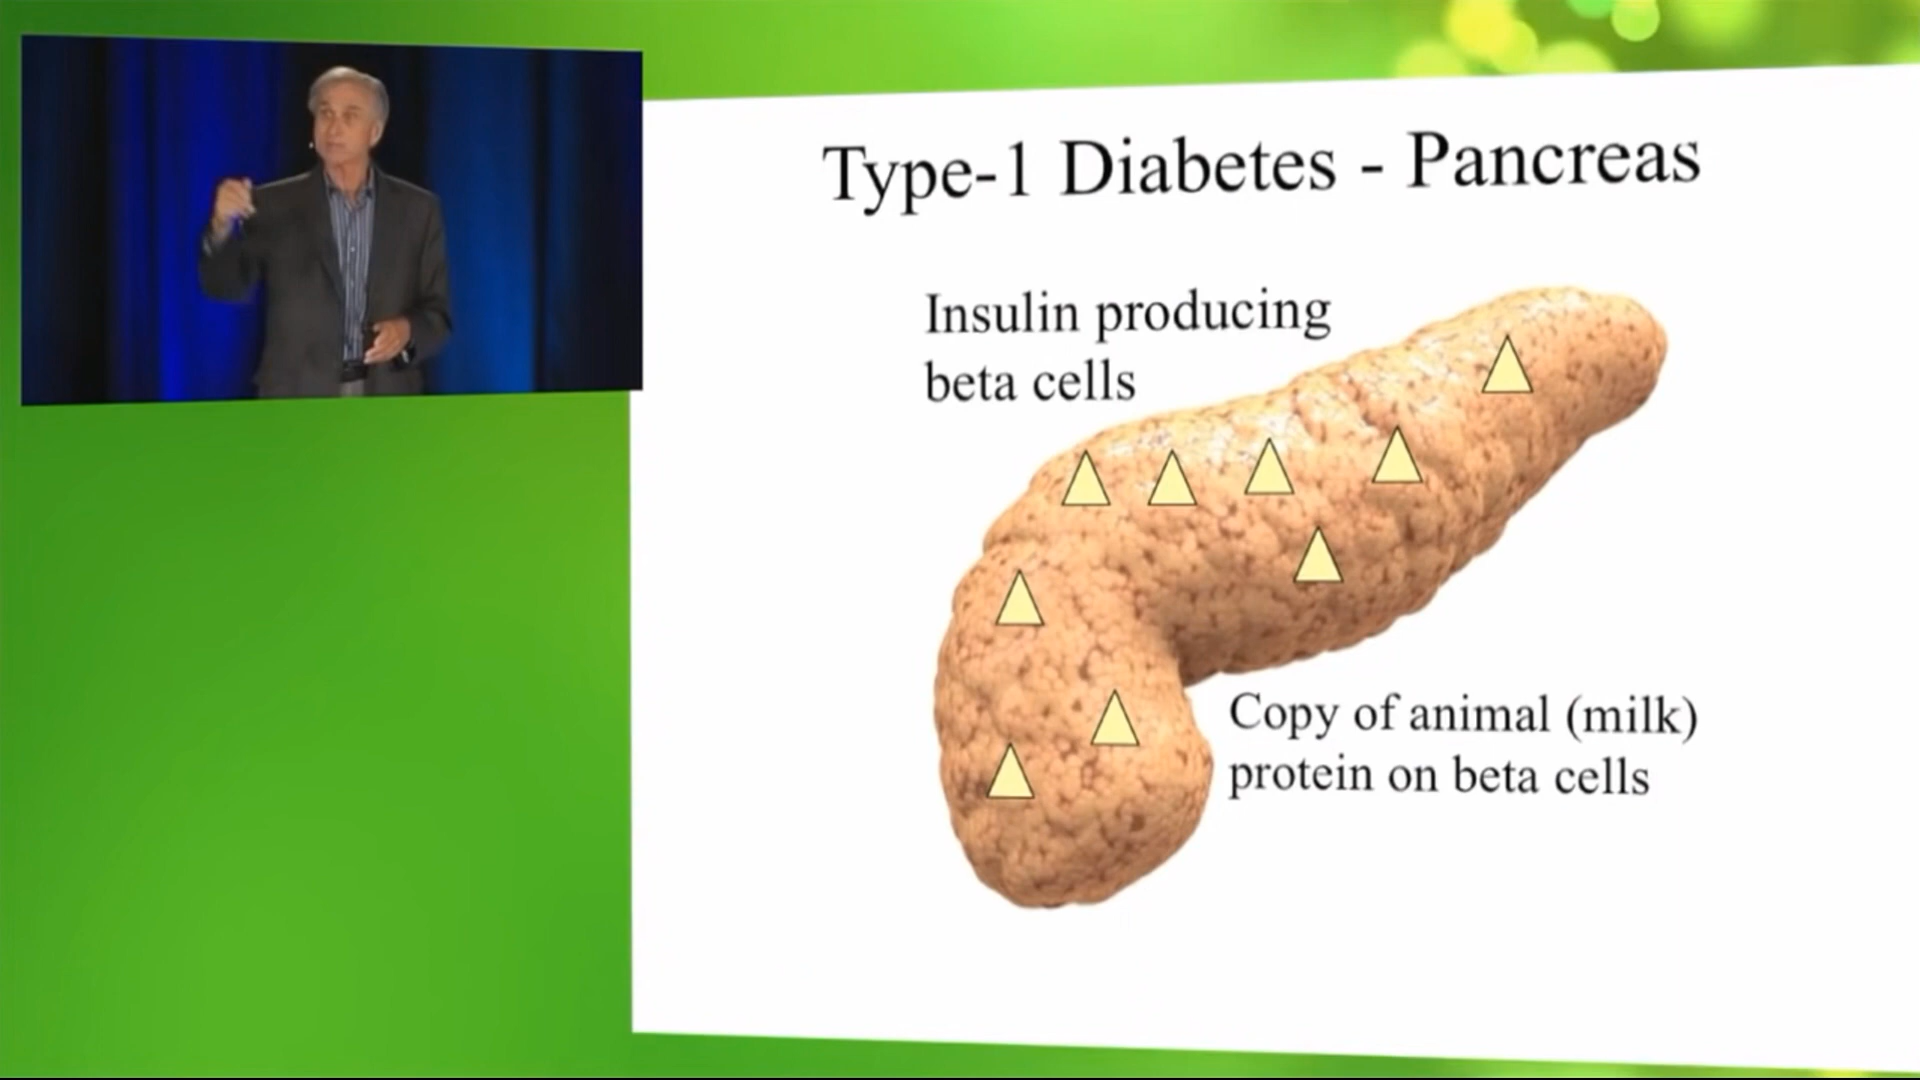 Type-1 Diabetes - Pancreas
Insulin producing
beta cells
Copy of animal (milk)
protein on beta cells